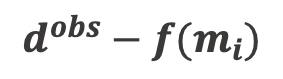 d^{obs} − f(m_i)